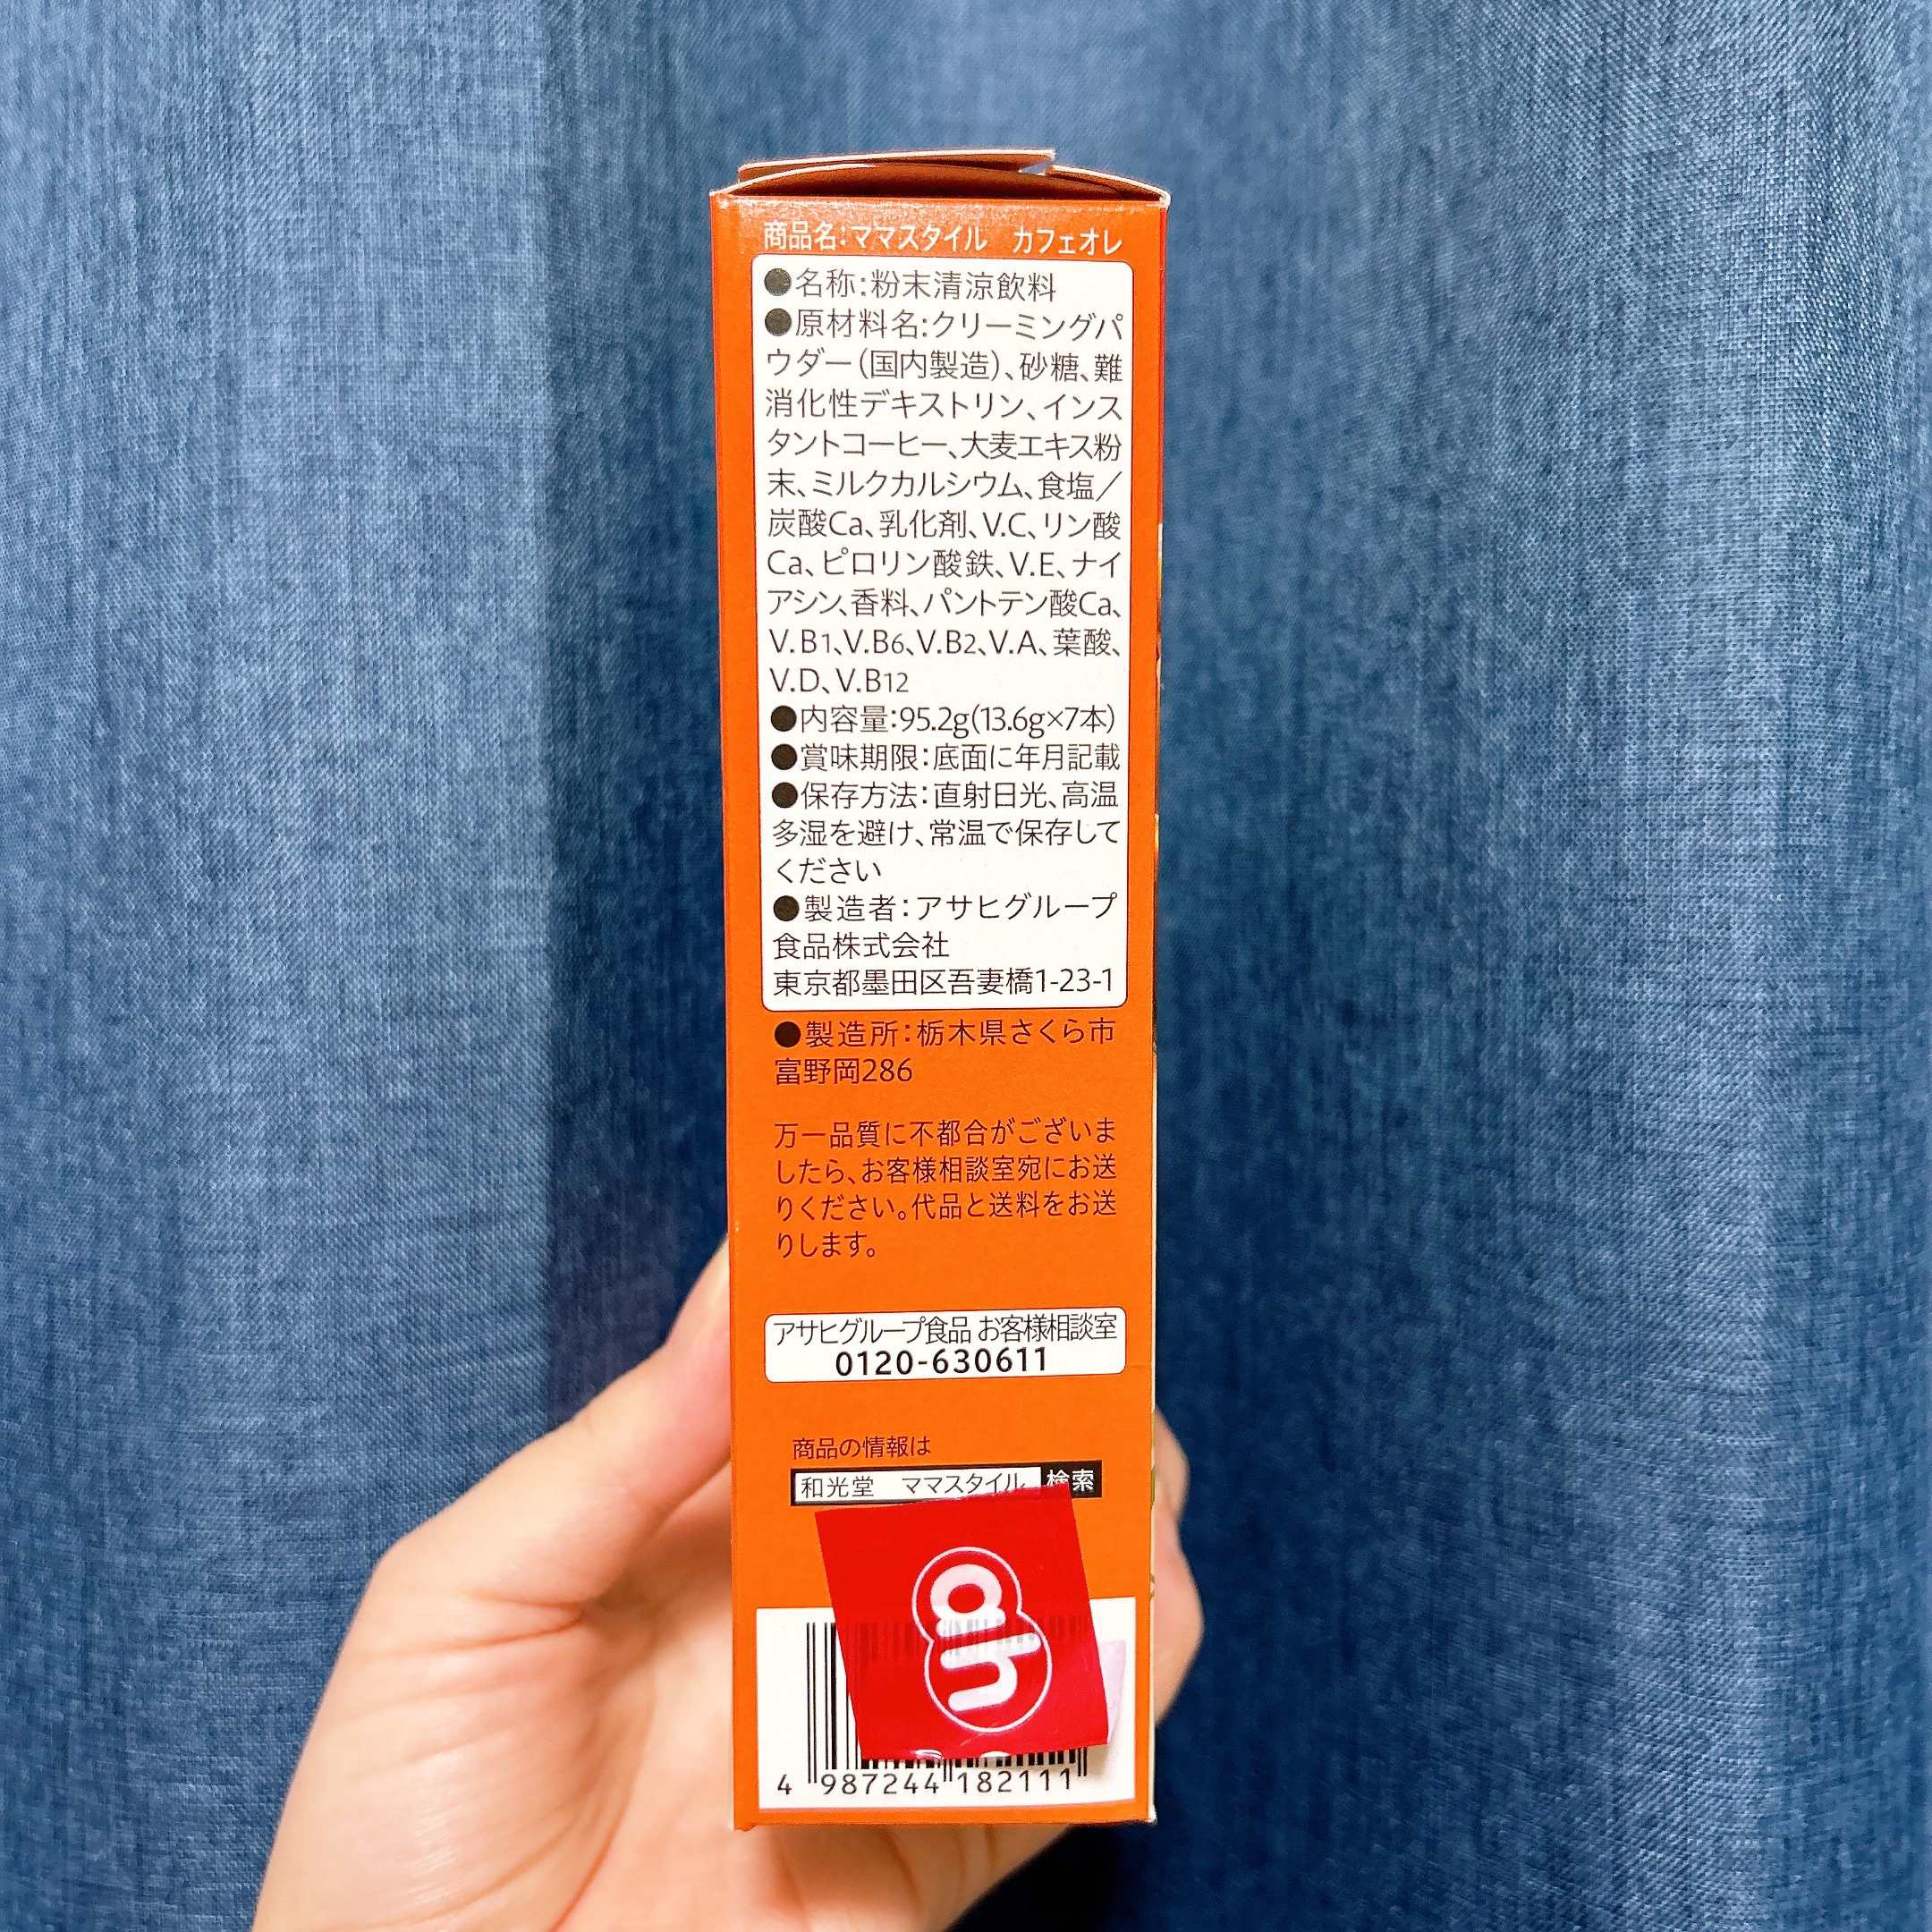 商品名:ママスタイル カフェオレ
●名称:粉末清涼飲料
●原材料名:クリーミングパ
ウダー(国内製造)、砂糖、難
消化性デキストリン、インス
タントコーヒー、大麦エキス粉
末、ミルクカルシウム、食塩/
炭酸Ca、乳化剤、V.C、リン酸
Ca、ピロリン酸鉄、V.E、ナイ
アシン、香料、パントテン酸Ca、
V.B1、V.B6、V.B2、V.A、葉酸、
V.D、V.B12
●内容量:95.2g(13.6g×7本)
●賞味期限:底面に年月記載
●保存方法:直射日光、高温
多湿を避け、常温で保存して
ください
●製造者:アサヒグループ
食品株式会社
東京都墨田区吾妻橋1-23-1
●製造所:栃木県さくら市
富野岡286
万一品質に不都合がございま
したら、お客様相談室宛にお送
りください。代品と送料をお送
りします。
アサヒグループ食品 お客様相談室
0120-630611
商品の情報は
和光堂 ママスタイル 検索
ah
4 987244 182111